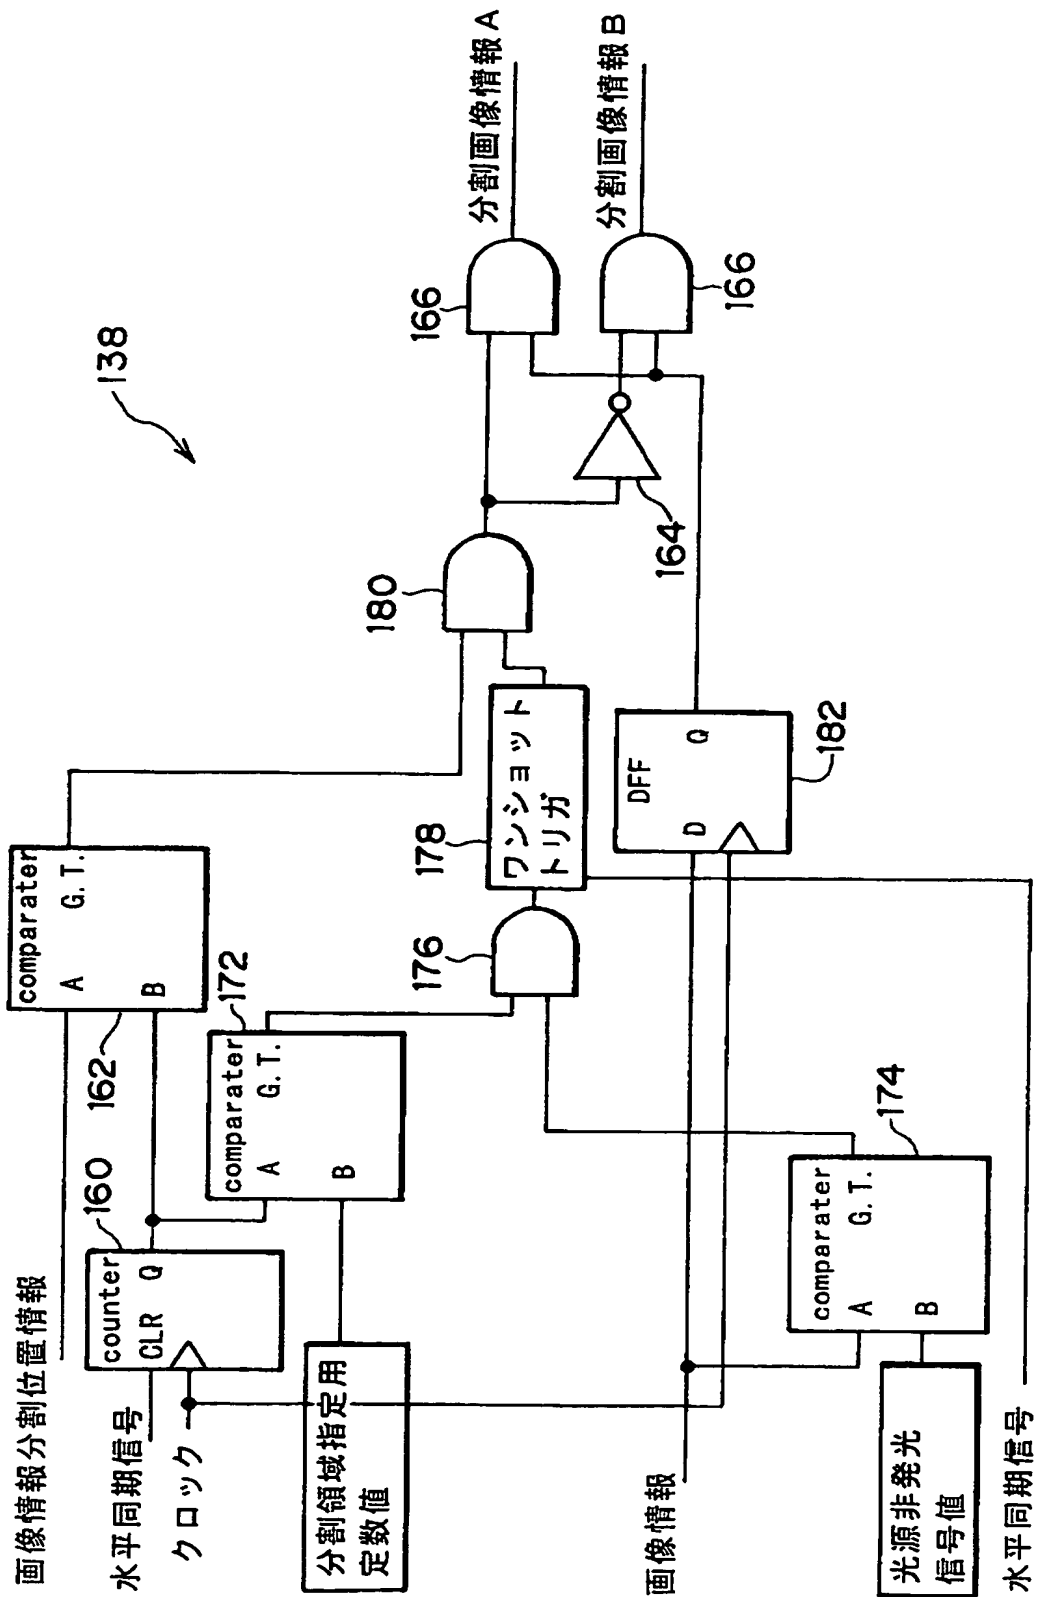 138
画像情報分割位置情報
水平同期信号
クロック
counter
CLR
Q
160
comparater
A
B
G.T.
162
分割領域指定用
定数値
comparater
A
B
G.T.
172
画像情報
光源非発光
信号値
水平同期信号
comparater
A
B
G.T.
174
176
ワンショット
トリガ
178
180
DFF
D
Q
182
164
166
166
分割画像情報A
分割画像情報B